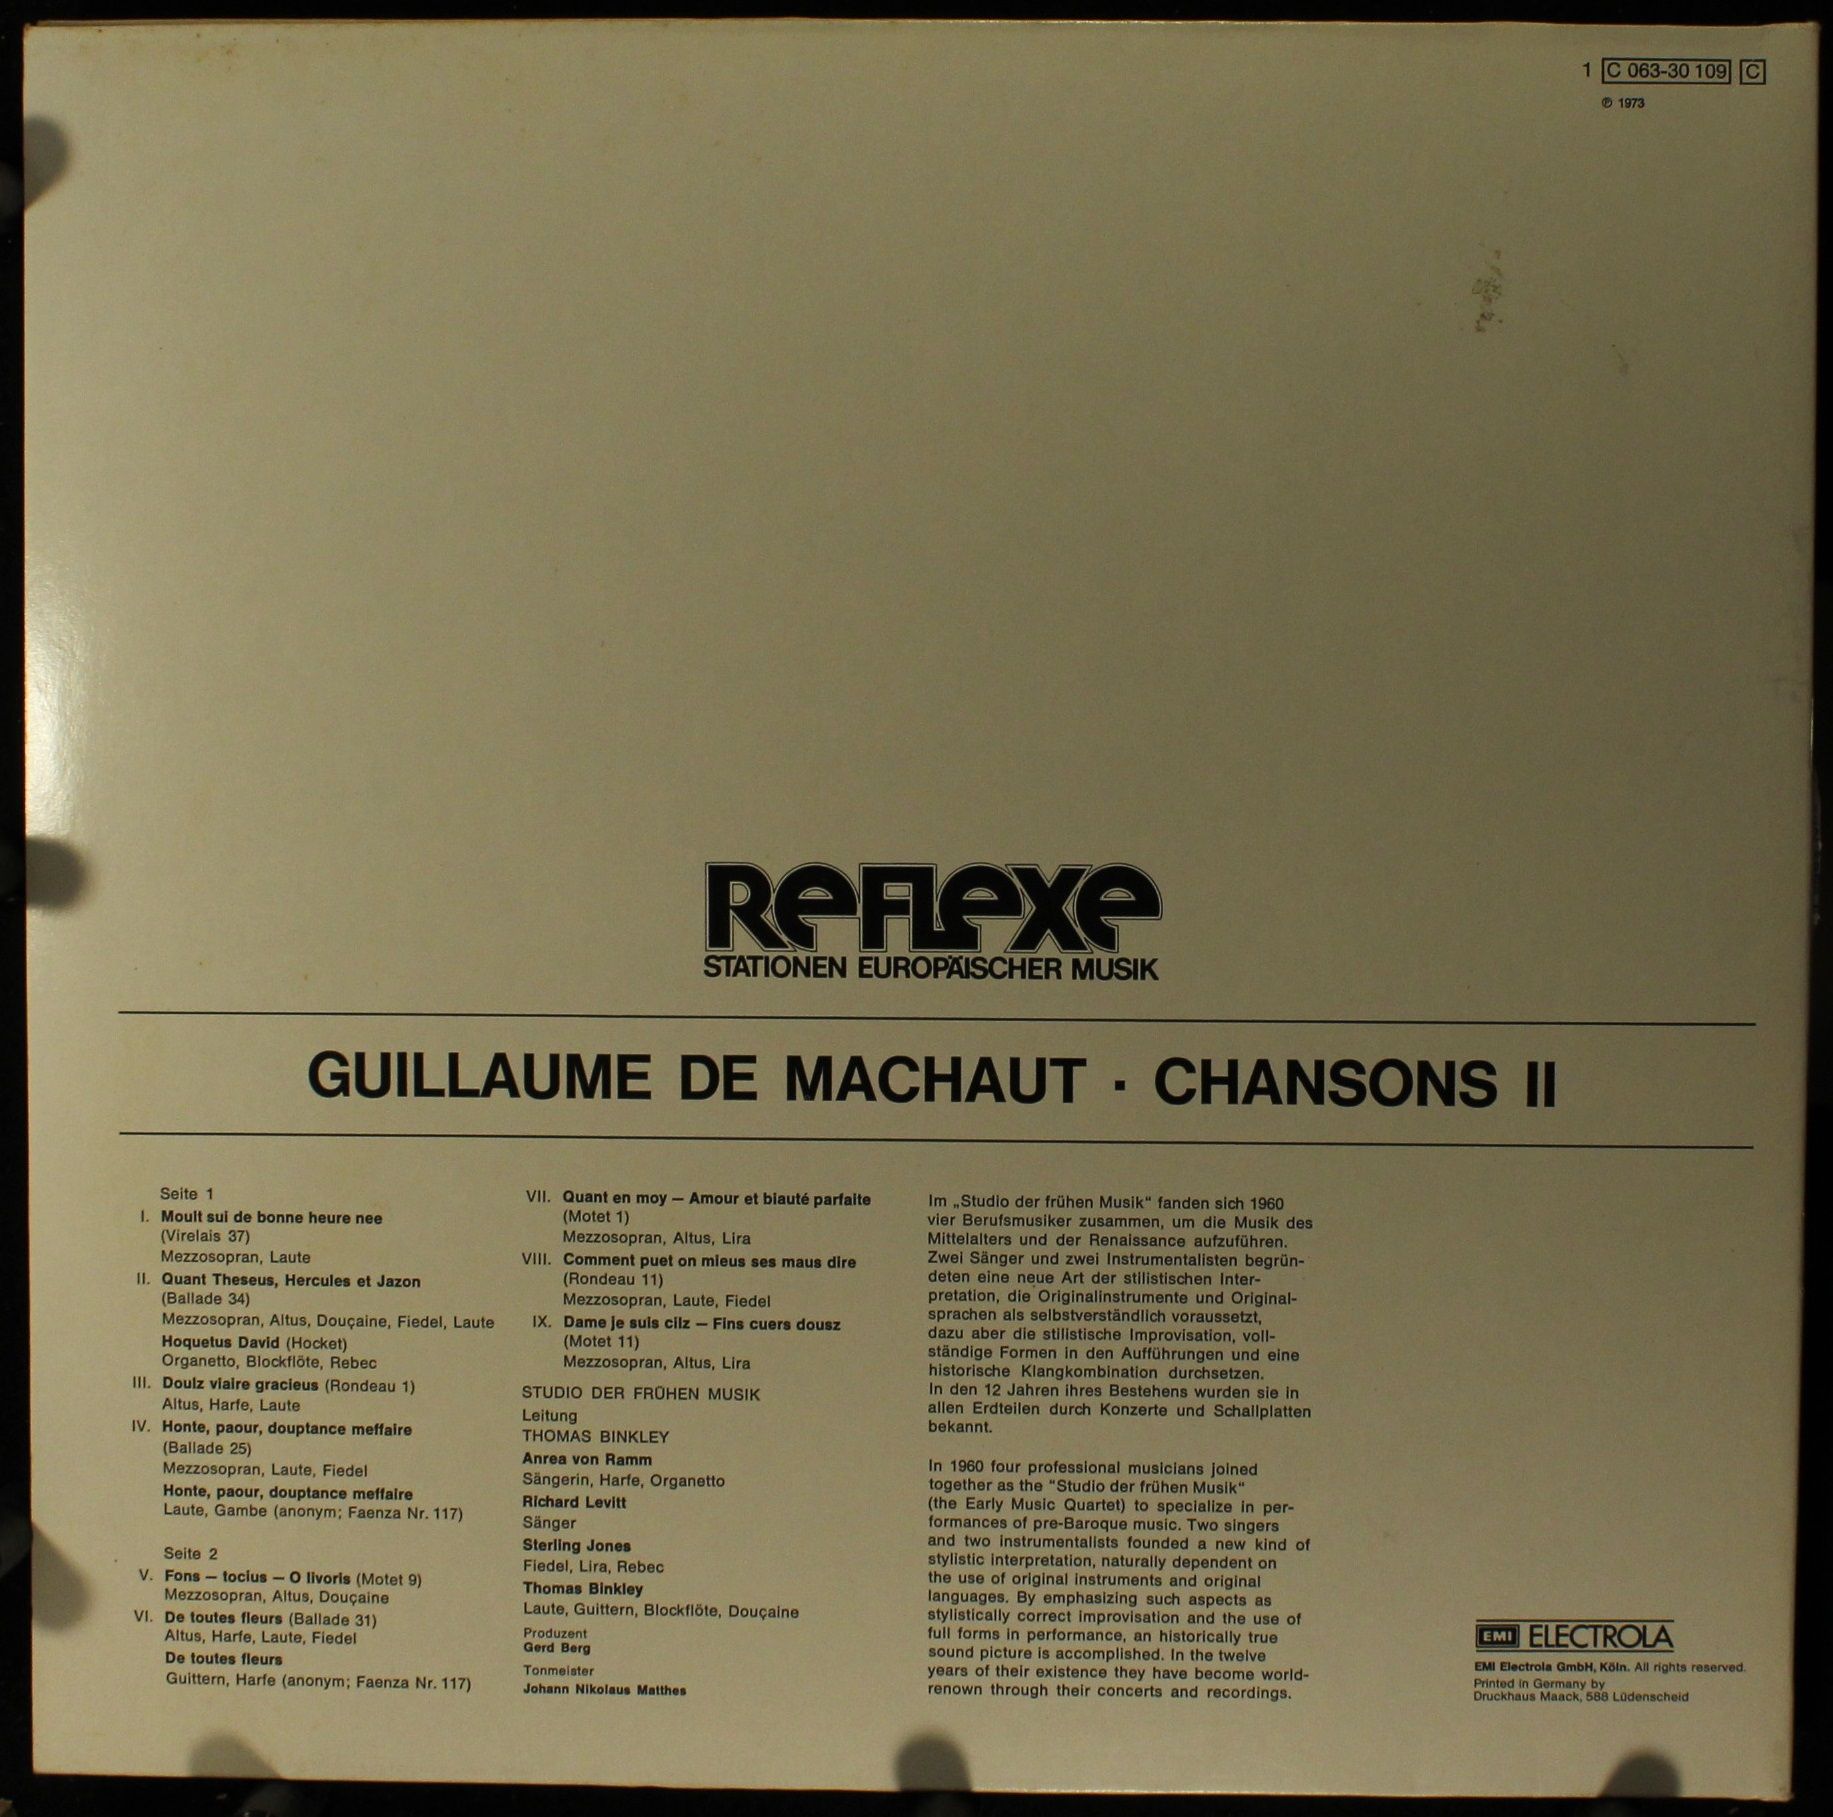 1 C 063-30 109 C
℗ 1973
ReFLexe
STATIONEN EUROPÄISCHER MUSIK
GUILLAUME DE MACHAUT · CHANSONS II
Seite 1
I. Moult sui de bonne heure nee
(Virelais 37)
Mezzosopran, Laute
II. Quant Theseus, Hercules et Jazon
(Ballade 34)
Mezzosopran, Altus, Douçaine, Fiedel, Laute
Hoquetus David (Hocket)
Organetto, Blockflöte, Rebec
III. Doulz viaire gracieus (Rondeau 1)
Altus, Harfe, Laute
IV. Honte, paour, douptance meffaire
(Ballade 25)
Mezzosopran, Laute, Fiedel
Honte, paour, douptance meffaire
Laute, Gambe (anonym; Faenza Nr. 117)
Seite 2
V. Fons – tocius – O livoris (Motet 9)
Mezzosopran, Altus, Douçaine
VI. De toutes fleurs (Ballade 31)
Altus, Harfe, Laute, Fiedel
De toutes fleurs
Guittern, Harfe (anonym; Faenza Nr. 117)
VII. Quant en moy – Amour et biauté parfaite
(Motet 1)
Mezzosopran, Altus, Lira
VIII. Comment puet on mieus ses maus dire
(Rondeau 11)
Mezzosopran, Laute, Fiedel
IX. Dame je suis cilz – Fins cuers dousz
(Motet 11)
Mezzosopran, Altus, Lira
STUDIO DER FRÜHEN MUSIK
Leitung
THOMAS BINKLEY
Anrea von Ramm
Sängerin, Harfe, Organetto
Richard Levitt
Sänger
Sterling Jones
Fiedel, Lira, Rebec
Thomas Binkley
Laute, Guittern, Blockflöte, Douçaine
Produzent
Gerd Berg
Tonmeister
Johann Nikolaus Matthes
Im „Studio der frühen Musik" fanden sich 1960
vier Berufsmusiker zusammen, um die Musik des
Mittelalters und der Renaissance aufzuführen.
Zwei Sänger und zwei Instrumentalisten begrün-
deten eine neue Art der stilistischen Inter-
pretation, die Originalinstrumente und Original-
sprachen als selbstverständlich voraussetzt,
dazu aber die stilistische Improvisation, voll-
ständige Formen in den Aufführungen und eine
historische Klangkombination durchsetzen.
In den 12 Jahren ihres Bestehens wurden sie in
allen Erdteilen durch Konzerte und Schallplatten
bekannt.
In 1960 four professional musicians joined
together as the "Studio der frühen Musik"
(the Early Music Quartet) to specialize in per-
formances of pre-Baroque music. Two singers
and two instrumentalists founded a new kind of
stylistic interpretation, naturally dependent on
the use of original instruments and original
languages. By emphasizing such aspects as
stylistically correct improvisation and the use of
full forms in performance, an historically true
sound picture is accomplished. In the twelve
years of their existence they have become world-
renown through their concerts and recordings.
EMI ELECTROLA
EMI Electrola GmbH, Köln. All rights reserved.
Printed in Germany by
Druckhaus Maack, 588 Lüdenscheid